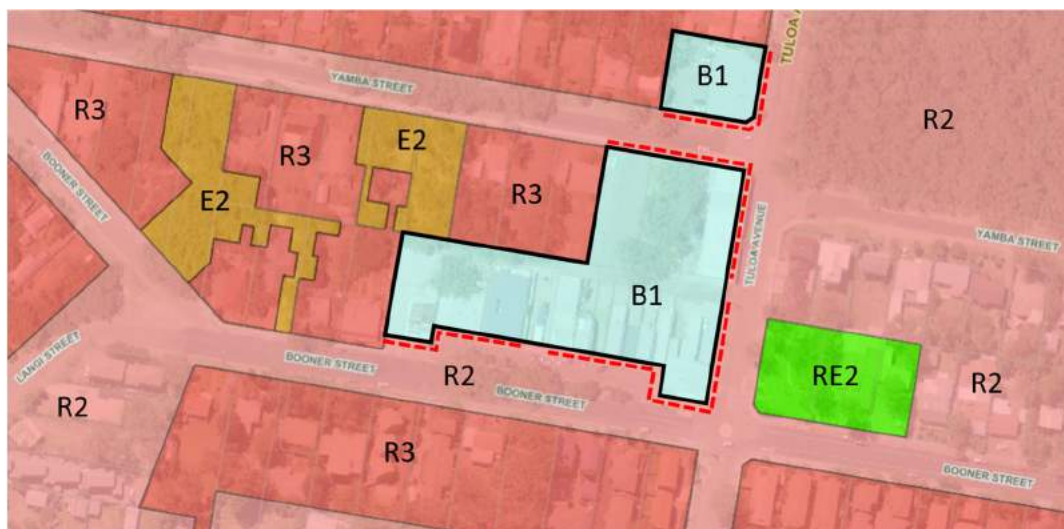 TULOA A
B1
YAMBA STREET
R3
E2
R2
R3
E2
R3
BOONER STREET
YAMBA STREET
TULOA AVENUE
B1
BOONER STREET
LANGI STREET
R2
BOONER STREET
RE2
R2
R2
R3
BOONER STREET